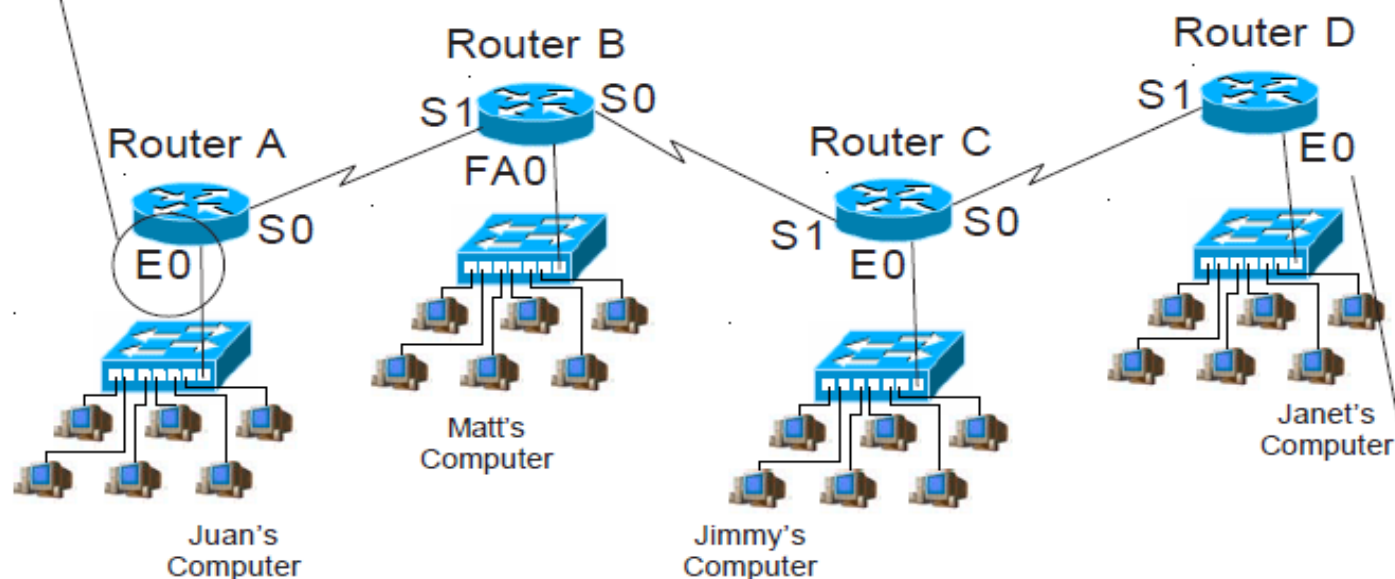 Router A
E0
S0
Juan's
Computer
Router B
S1
S0
FA0
Matt's
Computer
Router C
S1
S0
E0
Jimmy's
Computer
Router D
S1
E0
Janet's
Computer